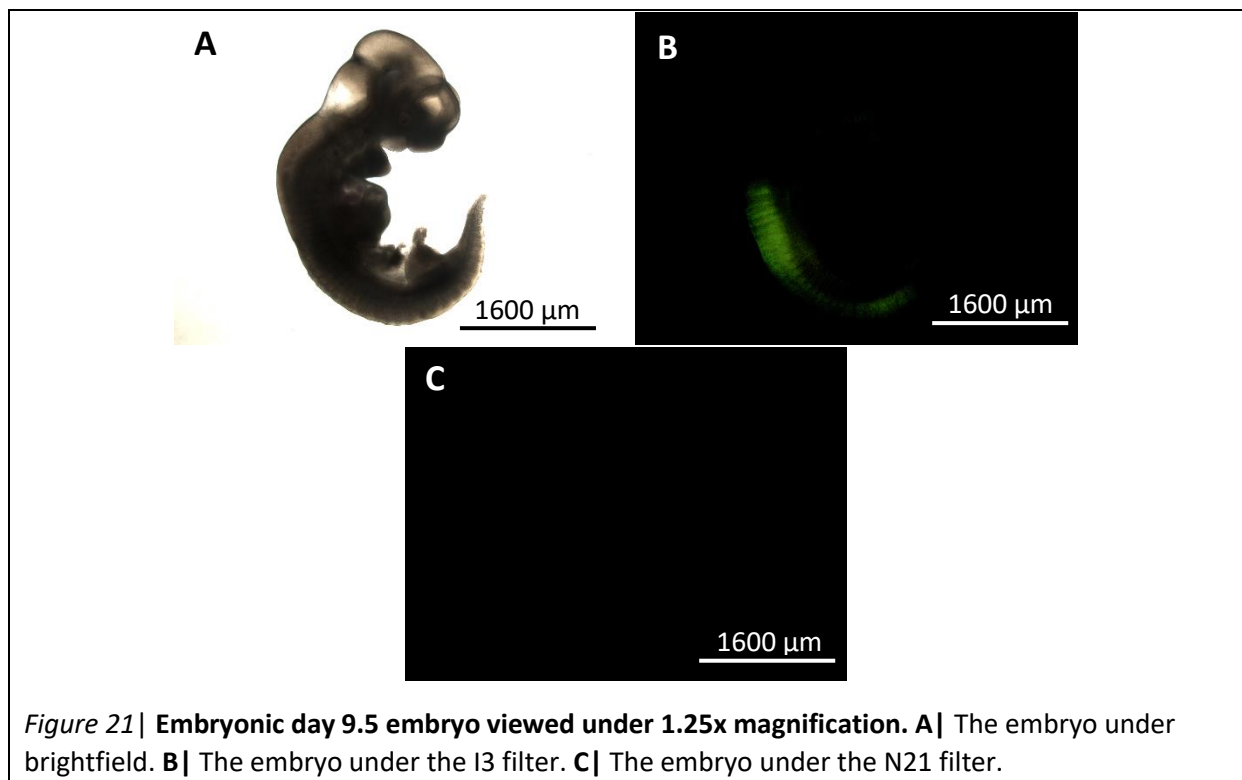 A
B
1600 µm
1600 µm
C
1600 µm
Figure 21| Embryonic day 9.5 embryo viewed under 1.25x magnification. A| The embryo under
brightfield. B| The embryo under the I3 filter. C| The embryo under the N21 filter.